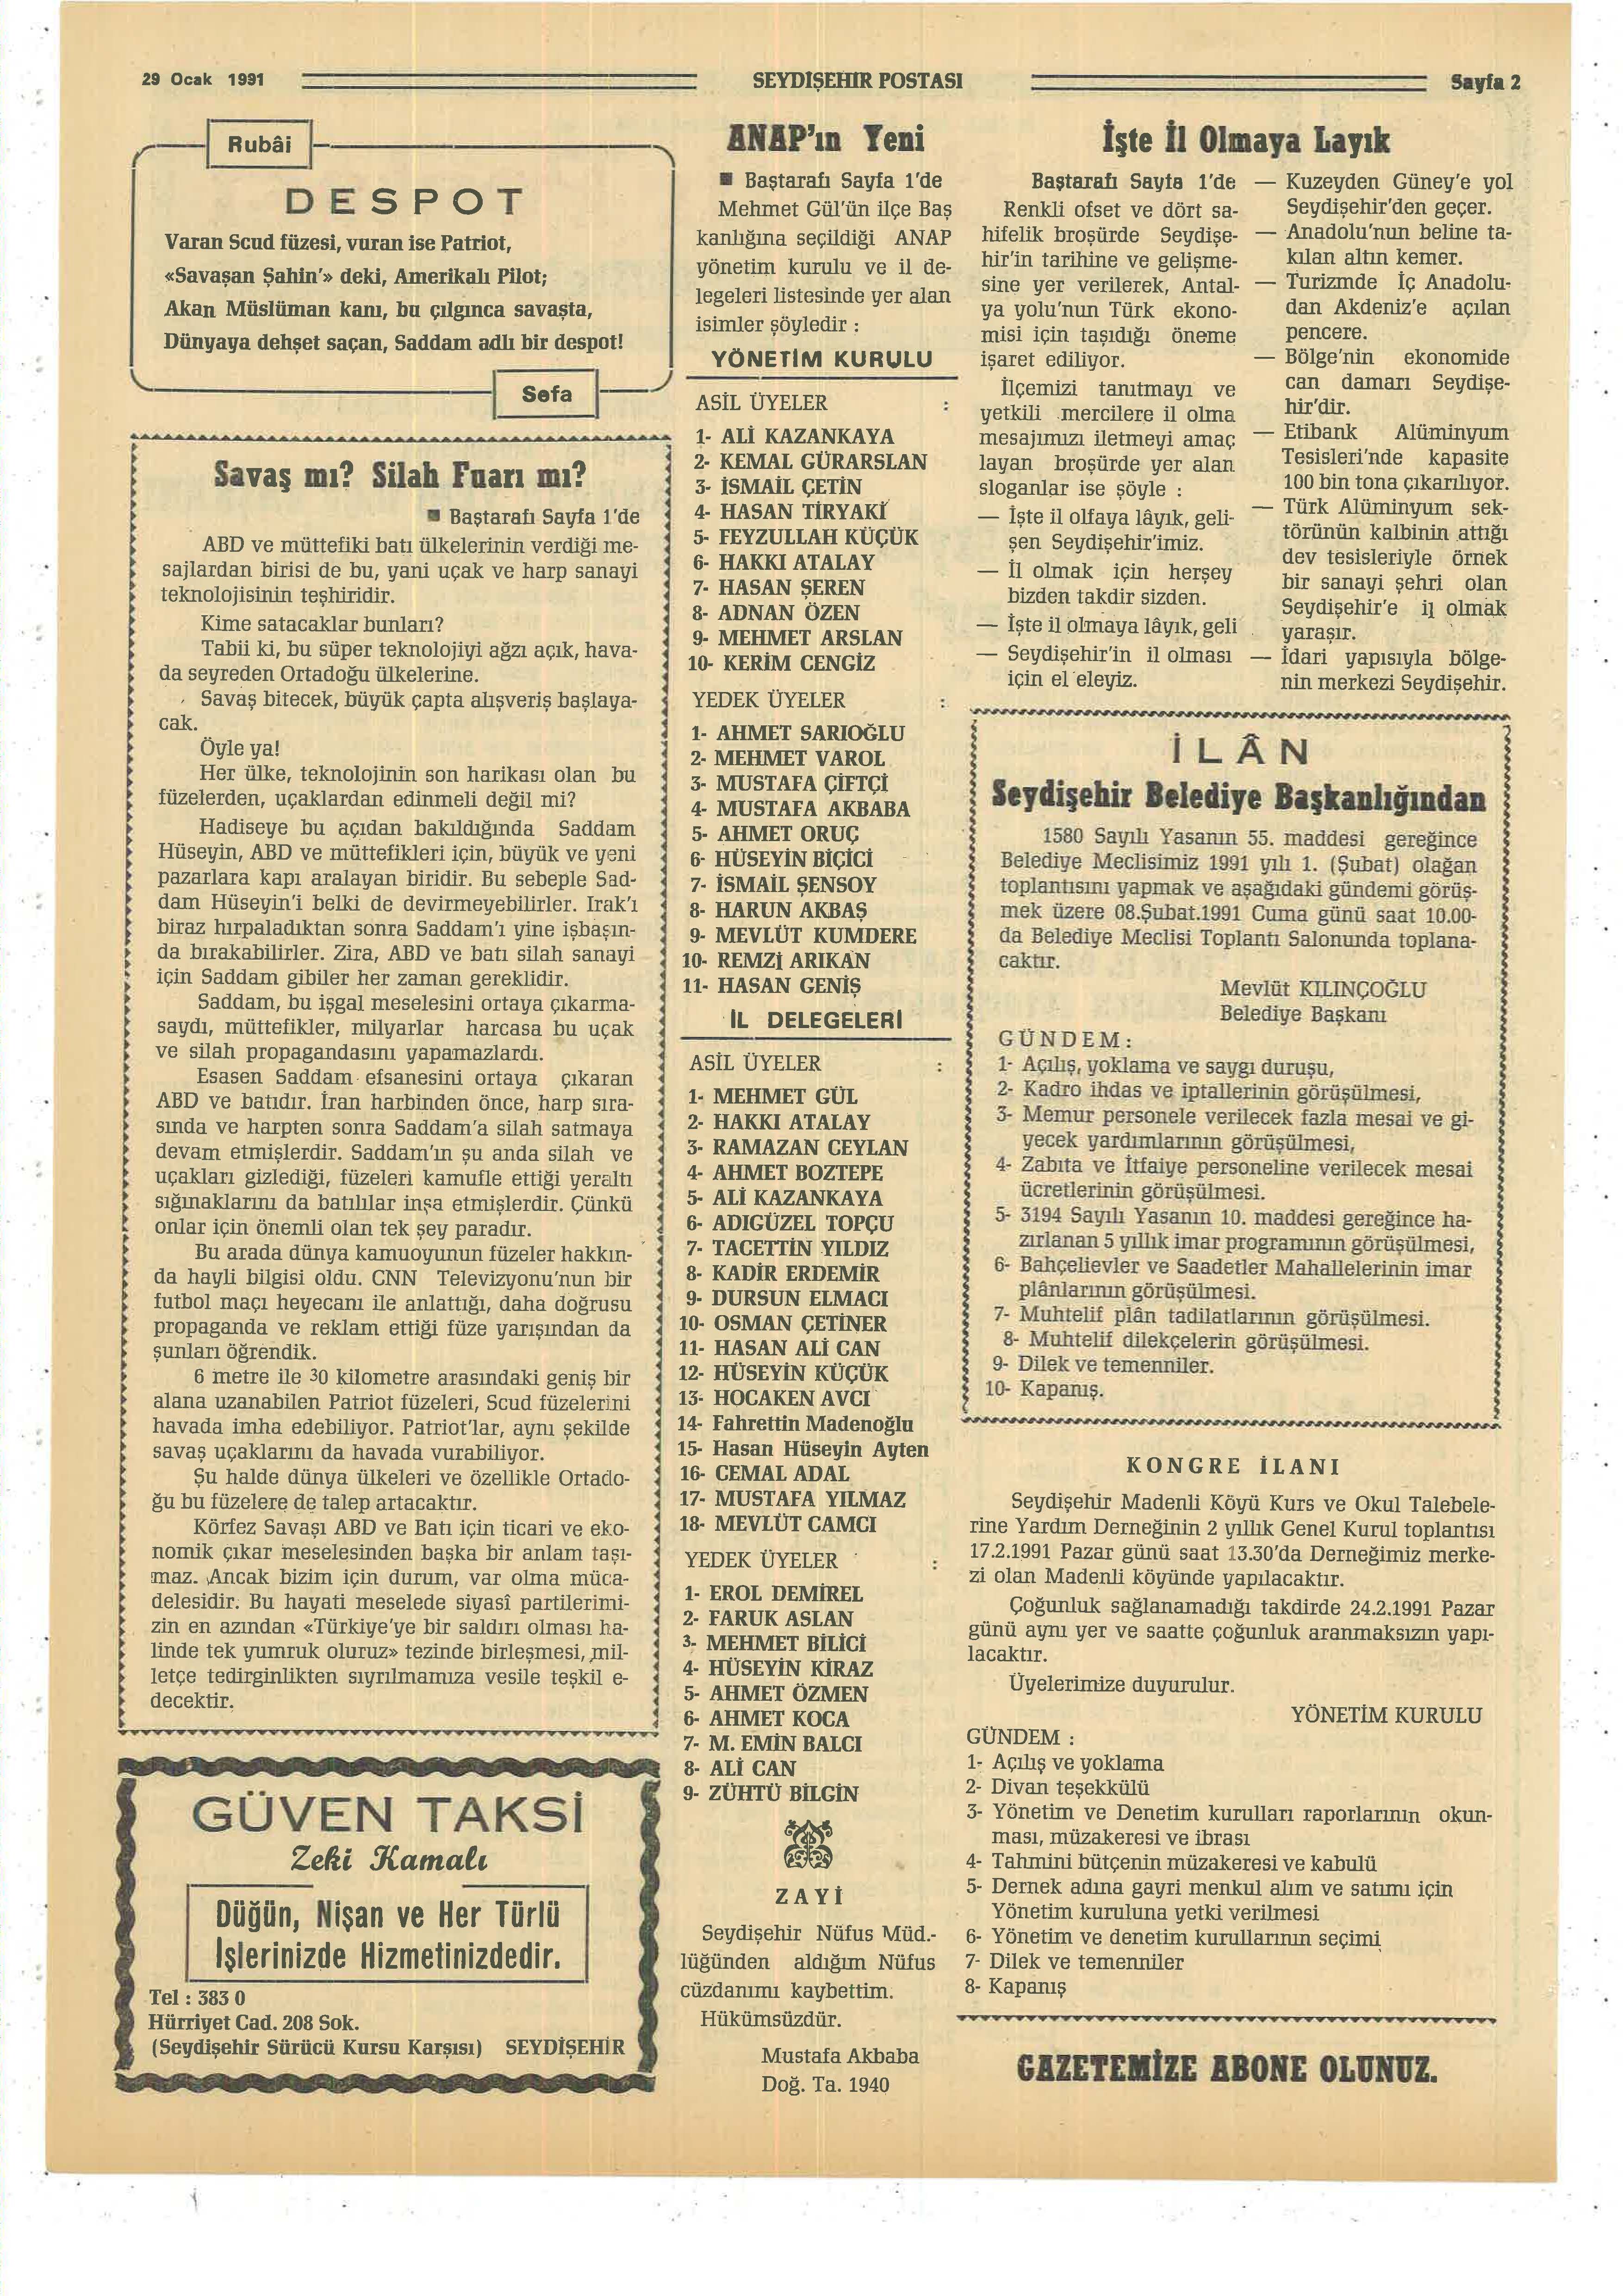 29 Ocak 1991
SEYDİŞEHİR POSTASI
Sayfa 2
Rubâi
DESPOT
Varan Scud füzesi, vuran ise Patriot,
«Savaşan Şahin'» deki, Amerikalı Pilot;
Akan Müslüman kanı, bu çılgınca savaşta,
Dünyaya dehşet saçan, Saddam adlı bir despot!
Sefa
Savaş mı? Silah Fuarı mı?
■ Baştarafı Sayfa 1'de
ABD ve müttefiki batı ülkelerinin verdiği me-
sajlardan birisi de bu, yani uçak ve harp sanayi
teknolojisinin teşhiridir.
Kime satacaklar bunları?
Tabii ki, bu süper teknolojiyi ağzı açık, hava-
da seyreden Ortadoğu ülkelerine.
Savaş bitecek, büyük çapta alışveriş başlaya-
cak.
Öyle ya!
Her ülke, teknolojinin son harikası olan bu
füzelerden, uçaklardan edinmeli değil mi?
Hadiseye bu açıdan bakıldığında Saddam
Hüseyin, ABD ve müttefikleri için, büyük ve yeni
pazarlara kapı aralayan biridir. Bu sebeple Sad-
dam Hüseyin'i belki de devirmeyebilirler. Irak'ı
biraz hırpaladıktan sonra Saddam'ı yine işbaşın-
da bırakabilirler. Zira, ABD ve batı silah sanayi
için Saddam gibiler her zaman gereklidir.
Saddam, bu işgal meselesini ortaya çıkarma-
saydı, müttefikler, milyarlar harcasa bu uçak
ve silah propagandasını yapamazlardı.
Esasen Saddam efsanesini ortaya çıkaran
ABD ve batıdır. İran harbinden önce, harp sıra-
sında ve harpten sonra Saddam'a silah satmaya
devam etmişlerdir. Saddam'ın şu anda silah ve
uçakları gizlediği, füzeleri kamufle ettiği yeraltı
sığınaklarını da batılılar inşa etmişlerdir. Çünkü
onlar için önemli olan tek şey paradır.
Bu arada dünya kamuoyunun füzeler hakkın-
da hayli bilgisi oldu. CNN Televizyonu'nun bir
futbol maçı heyecanı ile anlattığı, daha doğrusu
propaganda ve reklam ettiği füze yarışından da
şunları öğrendik.
6 metre ile 30 kilometre arasındaki geniş bir
alana uzanabilen Patriot füzeleri, Scud füzelerini
havada imha edebiliyor. Patriot'lar, aynı şekilde
savaş uçaklarını da havada vurabiliyor.
Şu halde dünya ülkeleri ve özellikle Ortado-
ğu bu füzelere de talep artacaktır.
Körfez Savaşı ABD ve Batı için ticari ve eko-
nomik çıkar meselesinden başka bir anlam taşı-
maz. Ancak bizim için durum, var olma müca-
delesidir. Bu hayati meselede siyasî partilerimi-
zin en azından «Türkiye'ye bir saldırı olması ha-
linde tek yumruk oluruz» tezinde birleşmesi, mil-
letçe tedirginlikten sıyrılmamıza vesile teşkil e-
decektir.
GÜVEN TAKSİ
Zeki Kamalı
Düğün, Nişan ve Her Türlü
İşlerinizde Hizmetinizdedir.
Tel : 383 0
Hürriyet Cad. 208 Sok.
(Seydişehir Sürücü Kursu Karşısı) SEYDİŞEHİR
ANAP'ın Yeni
■ Baştarafı Sayfa 1'de
Mehmet Gül'ün ilçe Baş
kanlığına seçildiği ANAP
yönetim kurulu ve il de-
legeleri listesinde yer alan
isimler şöyledir :
YÖNETİM KURULU
ASİL ÜYELER :
1- ALİ KAZANKAYA
2- KEMAL GÜRARSLAN
3- İSMAİL ÇETİN
4- HASAN TİRYAKİ
5- FEYZULLAH KÜÇÜK
6- HAKKI ATALAY
7- HASAN ŞEREN
8- ADNAN ÖZEN
9- MEHMET ARSLAN
10- KERİM CENGİZ
YEDEK ÜYELER :
1- AHMET SARIOĞLU
2- MEHMET VAROL
3- MUSTAFA ÇİFTÇİ
4- MUSTAFA AKBABA
5- AHMET ORUÇ
6- HÜSEYİN BİÇİCİ
7- İSMAİL ŞENSOY
8- HARUN AKBAŞ
9- MEVLÜT KUMDERE
10- REMZİ ARIKAN
11- HASAN GENİŞ
İL DELEGELERİ
ASİL ÜYELER :
1- MEHMET GÜL
2- HAKKI ATALAY
3- RAMAZAN CEYLAN
4- AHMET BOZTEPE
5- ALİ KAZANKAYA
6- ADIGÜZEL TOPÇU
7- TACETTİN YILDIZ
8- KADİR ERDEMİR
9- DURSUN ELMACI
10- OSMAN ÇETİNER
11- HASAN ALİ CAN
12- HÜSEYİN KÜÇÜK
13- HOCAKEN AVCI
14- Fahrettin Madenoğlu
15- Hasan Hüseyin Ayten
16- CEMAL ADAL
17- MUSTAFA YILMAZ
18- MEVLÜT CAMCI
YEDEK ÜYELER :
1- EROL DEMİREL
2- FARUK ASLAN
3- MEHMET BİLİCİ
4- HÜSEYİN KİRAZ
5- AHMET ÖZMEN
6- AHMET KOCA
7- M. EMİN BALCI
8- ALİ CAN
9- ZÜHTÜ BİLGİN
ZAYİ
Seydişehir Nüfus Müd.-
lüğünden aldığım Nüfus
cüzdanımı kaybettim.
Hükümsüzdür.
Mustafa Akbaba
Doğ. Ta. 1940
İşte İl Olmaya Layık
Baştarafı Sayfa 1'de
Renkli ofset ve dört sa-
hifelik broşürde Seydişe-
hir'in tarihine ve gelişme-
sine yer verilerek, Antal-
ya yolu'nun Türk ekono-
misi için taşıdığı öneme
işaret ediliyor.
İlçemizi tanıtmayı ve
yetkili mercilere il olma
mesajımızı iletmeyi amaç
layan broşürde yer alan
sloganlar ise şöyle :
— İşte il olfaya lâyık, geli-
şen Seydişehir'imiz.
— İl olmak için herşey
bizden takdir sizden.
— İşte il olmaya lâyık, geli
— Seydişehir'in il olması
için el eleyiz.
— Kuzeyden Güney'e yol
Seydişehir'den geçer.
— Anadolu'nun beline ta-
kılan altın kemer.
— Turizmde İç Anadolu-
dan Akdeniz'e açılan
pencere.
— Bölge'nin ekonomide
can damarı Seydişe-
hir'dir.
— Etibank Alüminyum
Tesisleri'nde kapasite
100 bin tona çıkarılıyor.
— Türk Alüminyum sek-
törünün kalbinin attığı
dev tesisleriyle örnek
bir sanayi şehri olan
Seydişehir'e il olmak
yaraşır.
— İdari yapısıyla bölge-
nin merkezi Seydişehir.
İLÂN
Seydişehir Belediye Başkanlığından
1580 Sayılı Yasanın 55. maddesi gereğince
Belediye Meclisimiz 1991 yılı 1. (Şubat) olağan
toplantısını yapmak ve aşağıdaki gündemi görüş-
mek üzere 08.Şubat.1991 Cuma günü saat 10.00-
da Belediye Meclisi Toplantı Salonunda toplana-
caktır.
Mevlüt KILINÇOĞLU
Belediye Başkanı
GÜNDEM:
1- Açılış, yoklama ve saygı duruşu,
2- Kadro ihdas ve iptallerinin görüşülmesi,
3- Memur personele verilecek fazla mesai ve gi-
yecek yardımlarının görüşülmesi,
4- Zabıta ve İtfaiye personeline verilecek mesai
ücretlerinin görüşülmesi.
5- 3194 Sayılı Yasanın 10. maddesi gereğince ha-
zırlanan 5 yıllık imar programının görüşülmesi,
6- Bahçelievler ve Saadetler Mahallelerinin imar
plânlarının görüşülmesi.
7- Muhtelif plân tadilatlarının görüşülmesi.
8- Muhtelif dilekçelerin görüşülmesi.
9- Dilek ve temenniler.
10- Kapanış.
KONGRE İLANI
Seydişehir Madenli Köyü Kurs ve Okul Talebele-
rine Yardım Derneğinin 2 yıllık Genel Kurul toplantısı
17.2.1991 Pazar günü saat 13.30'da Derneğimiz merke-
zi olan Madenli köyünde yapılacaktır.
Çoğunluk sağlanamadığı takdirde 24.2.1991 Pazar
günü aynı yer ve saatte çoğunluk aranmaksızın yapı-
lacaktır.
Üyelerimize duyurulur.
YÖNETİM KURULU
GÜNDEM :
1- Açılış ve yoklama
2- Divan teşekkülü
3- Yönetim ve Denetim kurulları raporlarının okun-
ması, müzakeresi ve ibrası
4- Tahmini bütçenin müzakeresi ve kabulü
5- Dernek adına gayri menkul alım ve satımı için
Yönetim kuruluna yetki verilmesi
6- Yönetim ve denetim kurullarının seçimi
7- Dilek ve temenniler
8- Kapanış
GAZETEMİZE ABONE OLUNUZ.